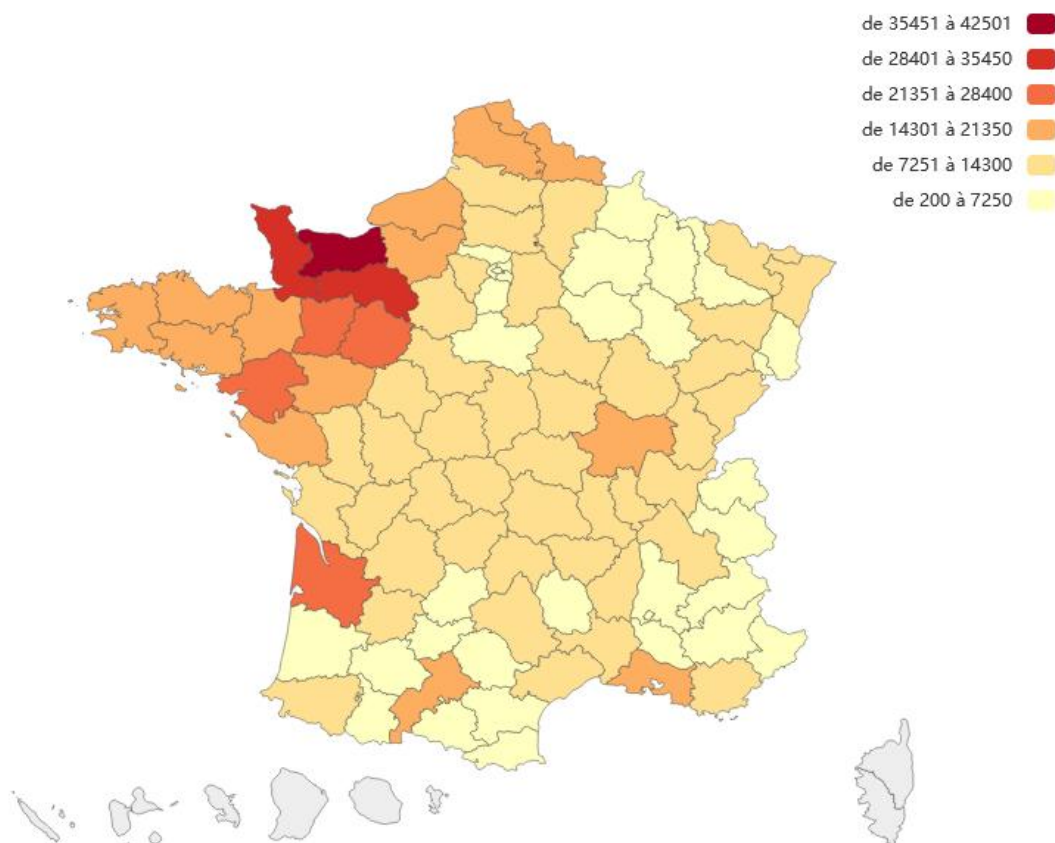 de 35451 à 42501
de 28401 à 35450
de 21351 à 28400
de 14301 à 21350
de 7251 à 14300
de 200 à 7250